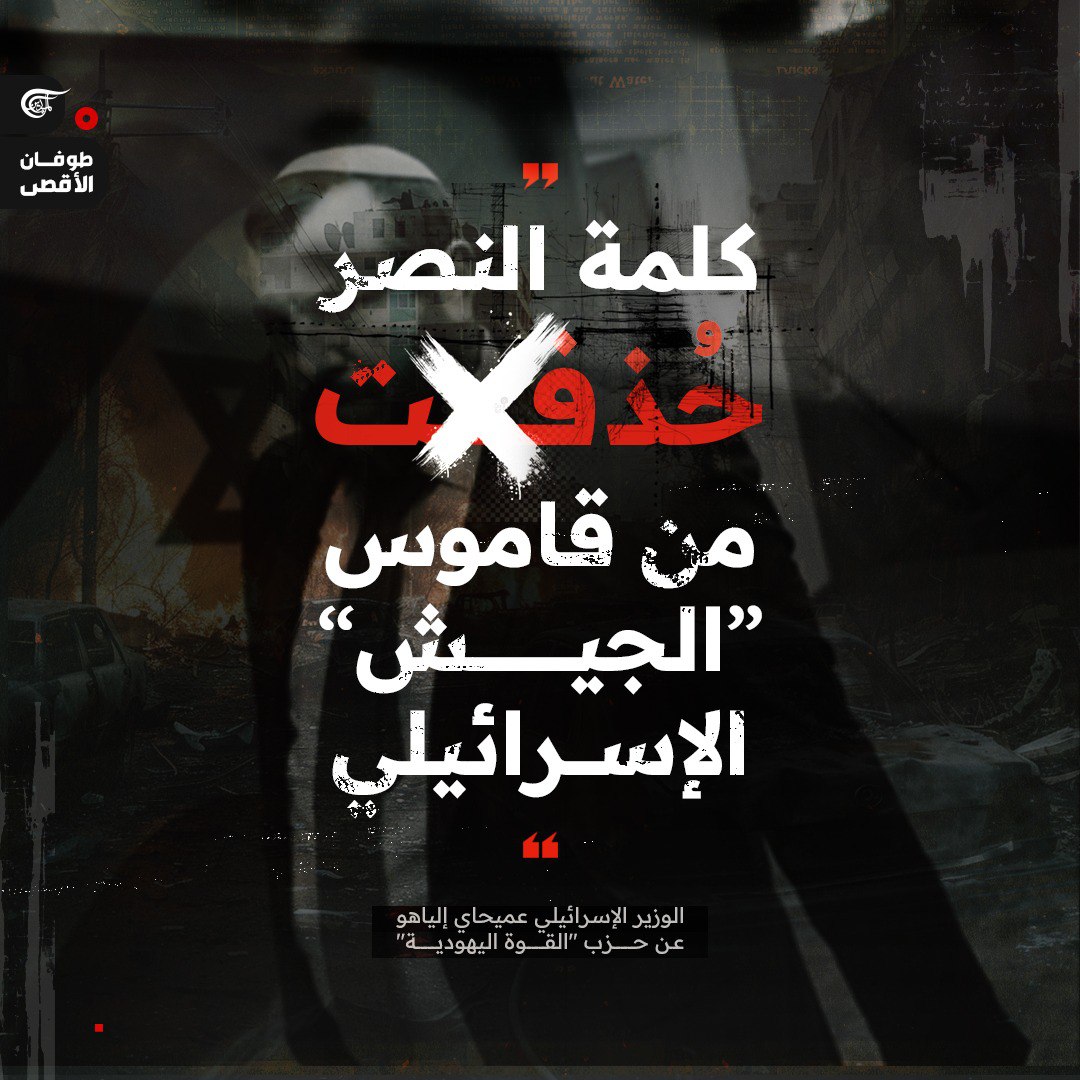 طوفان
الأقصى
"
كلمة النصر
حُذفت
من قاموس
"الجيش"
الإسرائيلي
"
الوزير الإسرائيلي عميحاي إلياهو
عن حزب "القوة اليهودية"